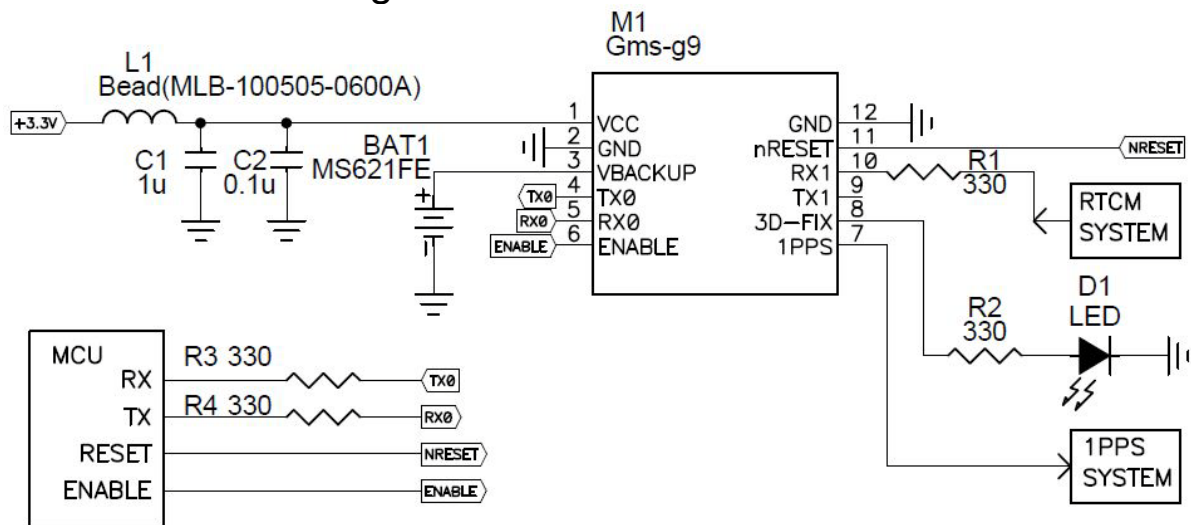 M1
Gms-g9
L1
Bead(MLB-100505-0600A)
+3.3V
C1
1u
C2
0.1u
BAT1
MS621FE
+
1 VCC
2 GND
3 VBACKUP
TX0 4 TX0
RX0 5 RX0
ENABLE 6 ENABLE
GND 12
nRESET 11 NRESET
RX1 10
TX1 9
3D-FIX 8
1PPS 7
R1
330
RTCM
SYSTEM
R2
330
D1
LED
1PPS
SYSTEM
MCU
RX R3 330 TX0
TX R4 330 RX0
RESET NRESET
ENABLE ENABLE